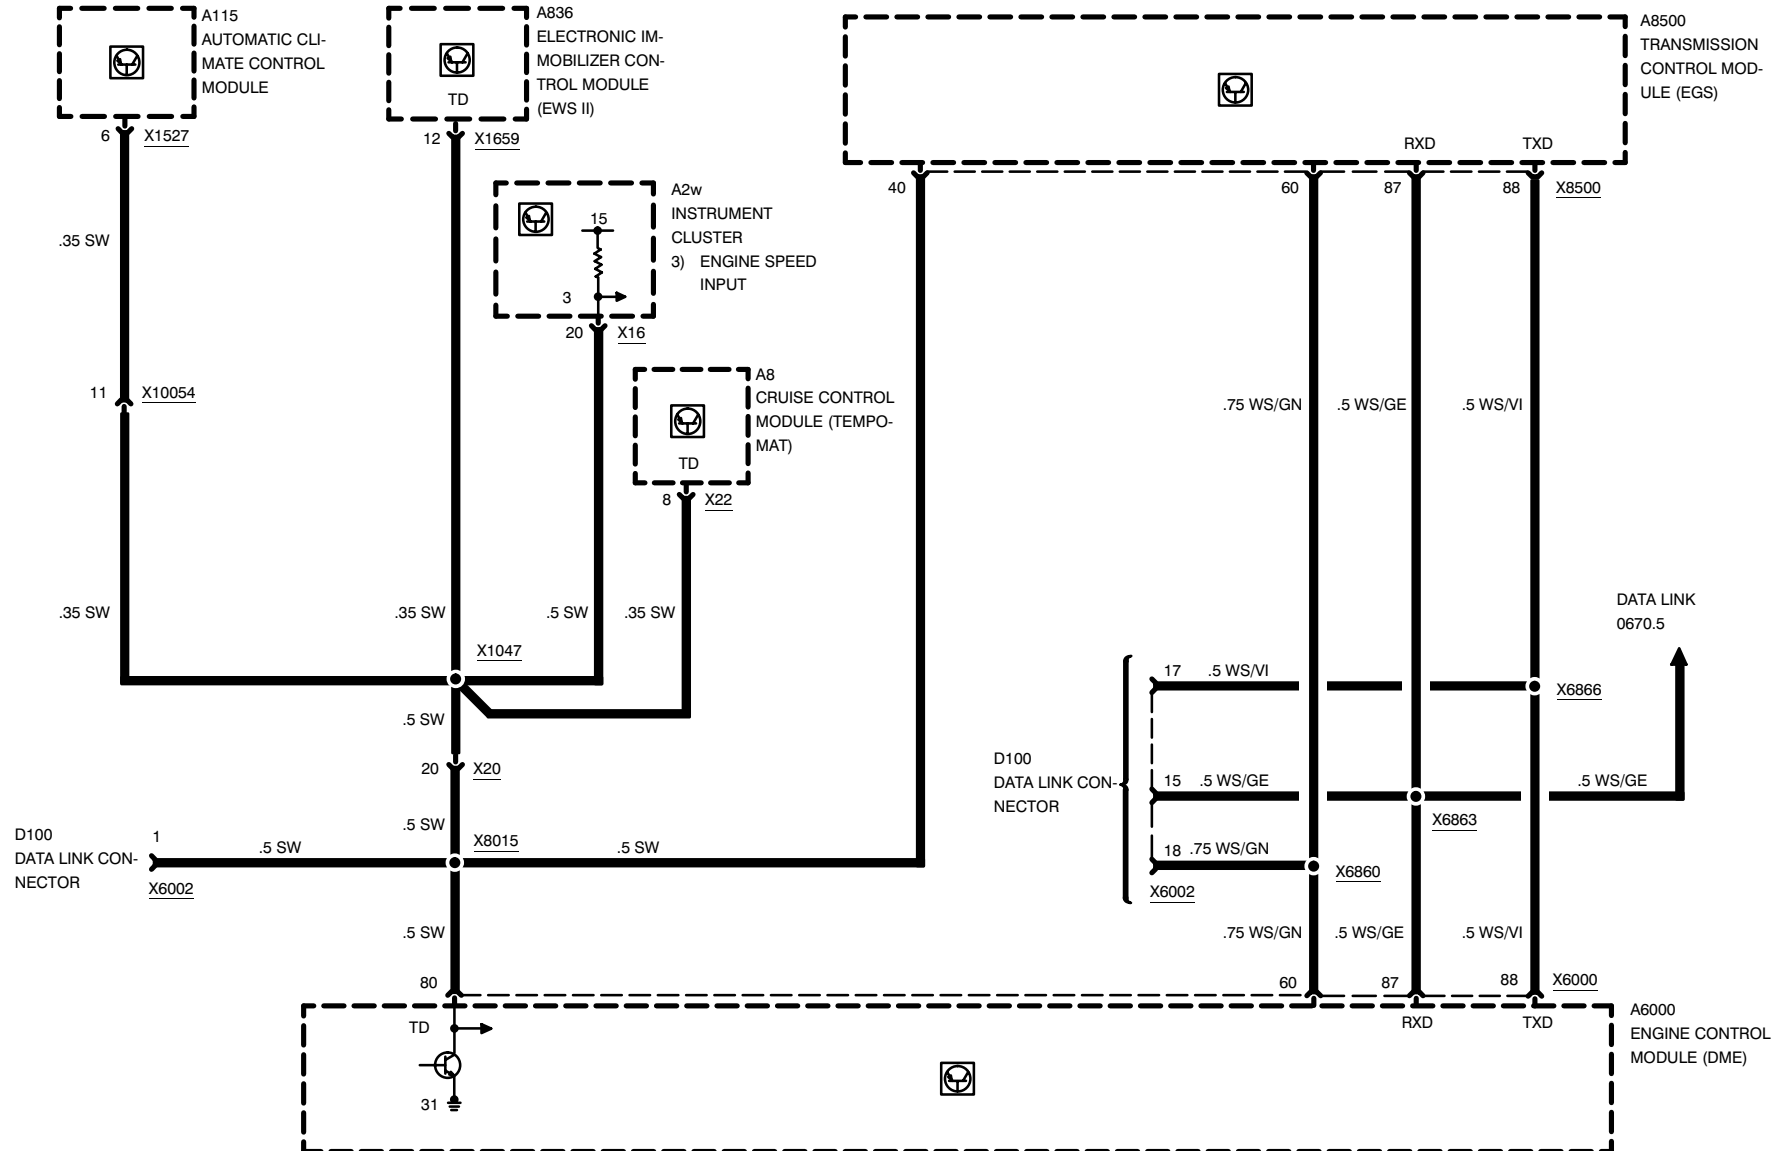 A115
AUTOMATIC CLI-
MATE CONTROL
MODULE
6
X1527
.35 SW
11
X10054
.35 SW
A836
ELECTRONIC IM-
MOBILIZER CON-
TROL MODULE
(EWS II)
TD
12
X1659
.35 SW
A2w
INSTRUMENT
CLUSTER
3) ENGINE SPEED
INPUT
15
3
20
X16
.5 SW
A8
CRUISE CONTROL
MODULE (TEMPO-
MAT)
TD
8
X22
.35 SW
X1047
.5 SW
20
X20
.5 SW
X8015
D100
DATA LINK CON-
NECTOR
1
X6002
.5 SW
.5 SW
.5 SW
80
A8500
TRANSMISSION
CONTROL MOD-
ULE (EGS)
RXD
TXD
40
60
87
88
X8500
.75 WS/GN
.5 WS/GE
.5 WS/VI
DATA LINK
0670.5
17
.5 WS/VI
X6866
D100
DATA LINK CON-
NECTOR
15
.5 WS/GE
.5 WS/GE
X6863
18
.75 WS/GN
X6860
X6002
.75 WS/GN
.5 WS/GE
.5 WS/VI
60
87
88
X6000
TD
RXD
TXD
31
A6000
ENGINE CONTROL
MODULE (DME)